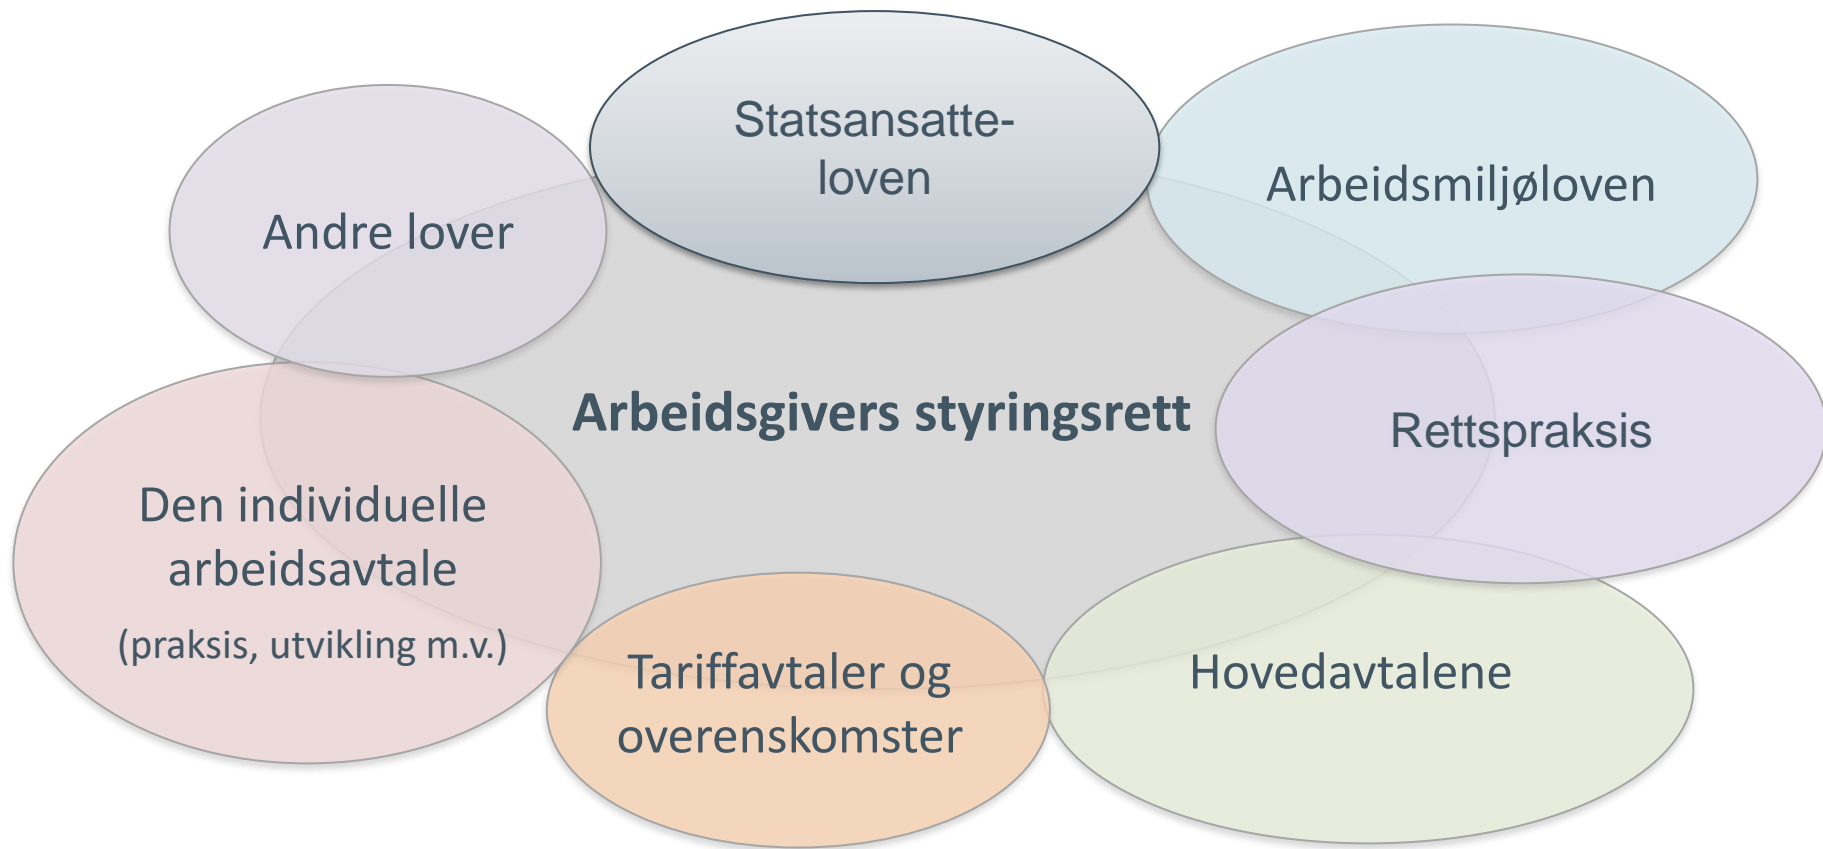 Statsansatte-
loven
Arbeidsmiljøloven
Andre lover
Arbeidsgivers styringsrett
Rettspraksis
Den individuelle
arbeidsavtale
(praksis, utvikling m.v.)
Tariffavtaler og
overenskomster
Hovedavtalene